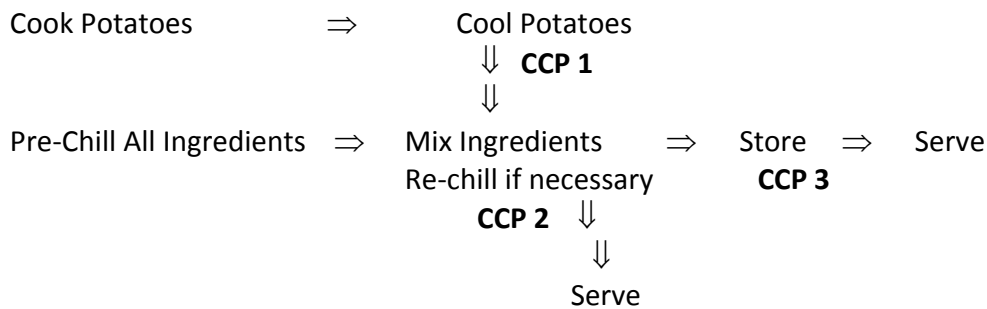 Cook Potatoes ⇒ Cool Potatoes
⇓ CCP 1
⇓
Pre-Chill All Ingredients ⇒ Mix Ingredients ⇒ Store ⇒ Serve
Re-chill if necessary CCP 3
CCP 2 ⇓
⇓
Serve